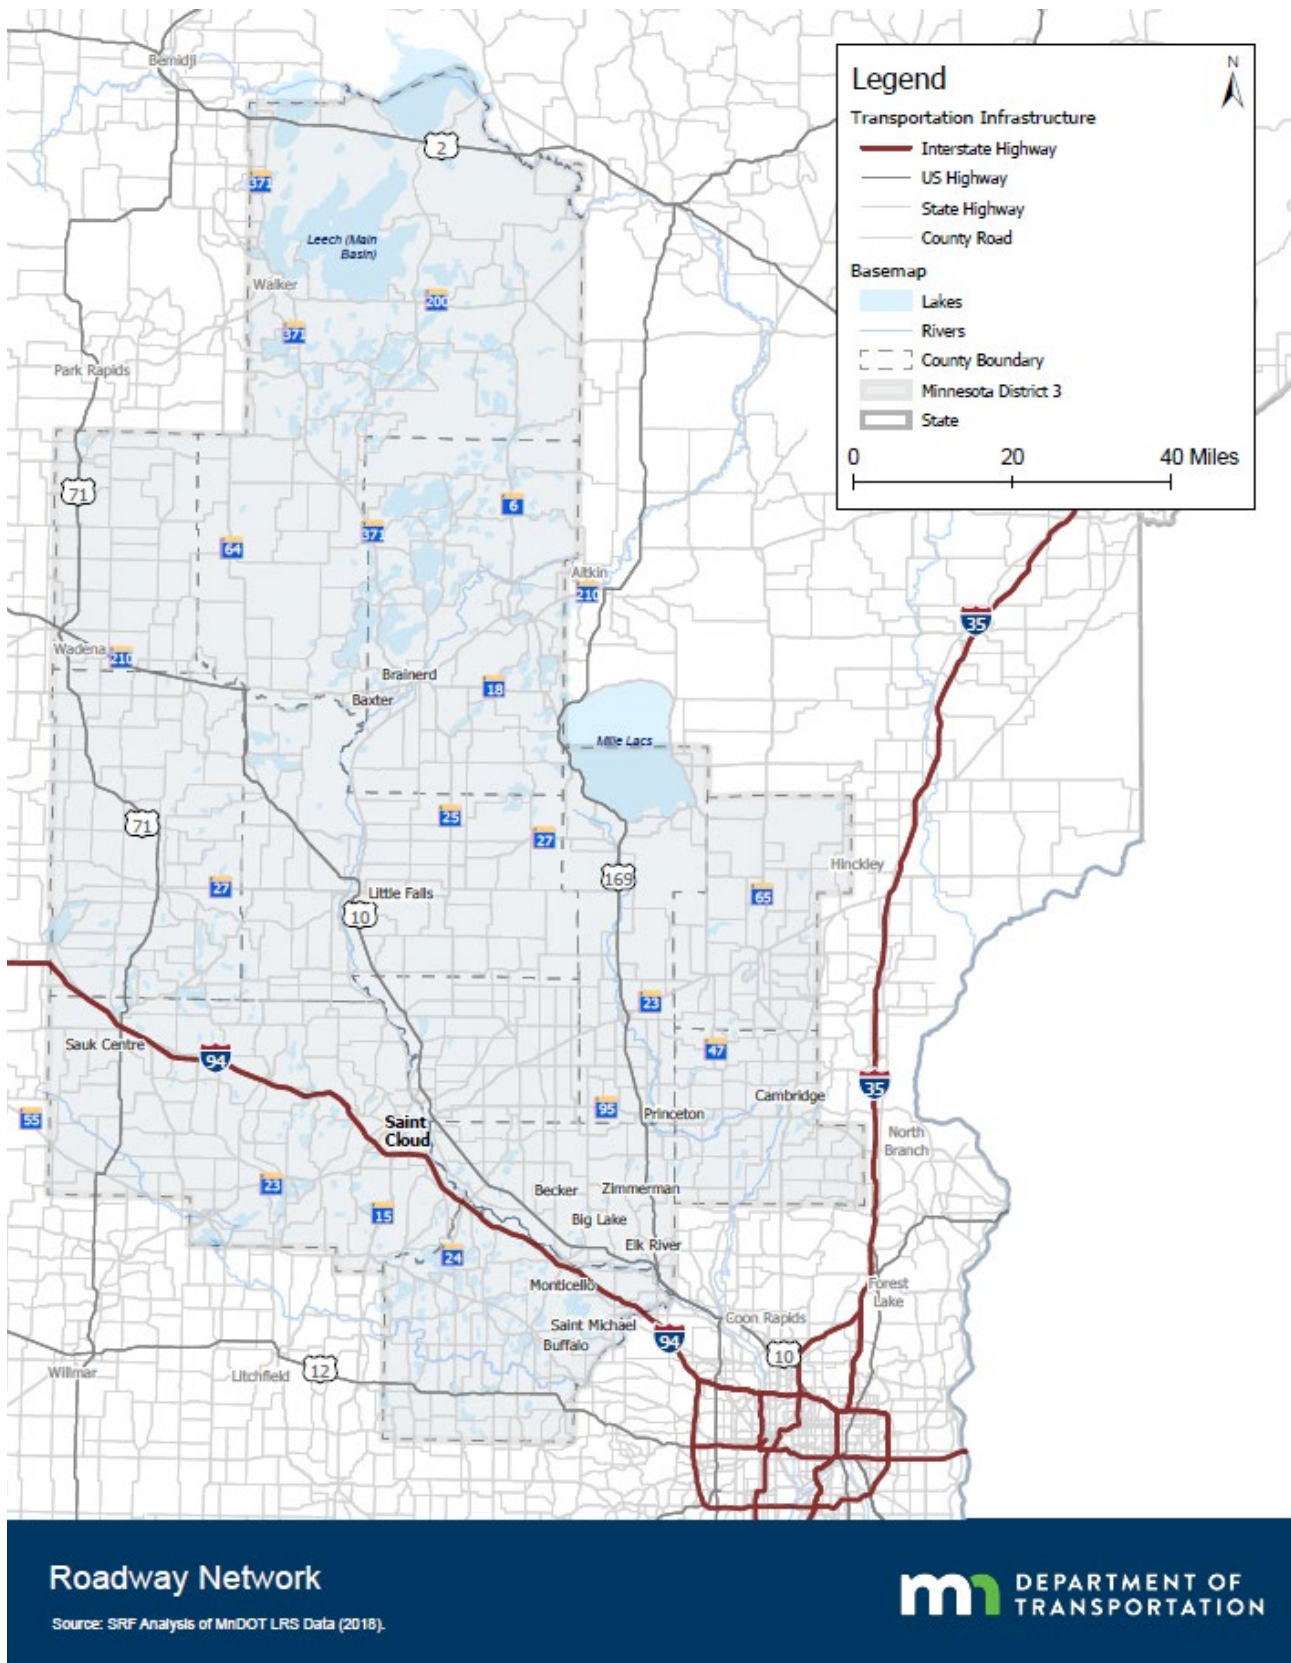 Bemidji
2
371
Leech (Main
Basin)
Walker
200
371
Park Rapids
71
6
64
371
Aitkin
210
Wadena
210
Brainerd
18
Baxter
Mille Lacs
71
25
27
Hinckley
169
27
Little Falls
65
10
23
Sauk Centre
94
47
35
35
55
95
Princeton
Cambridge
Saint
Cloud
North
Branch
23
Becker
Zimmerman
15
Big Lake
24
Elk River
Monticello
Forest
Lake
Saint Michael
Coon Rapids
Buffalo
94
10
Willmar
Litchfield
12
N
Legend
Transportation Infrastructure
Interstate Highway
US Highway
State Highway
County Road
Basemap
Lakes
Rivers
County Boundary
Minnesota District 3
State
0 20 40 Miles
Roadway Network
Source: SRF Analysis of MnDOT LRS Data (2018).
mn DEPARTMENT OF
TRANSPORTATION